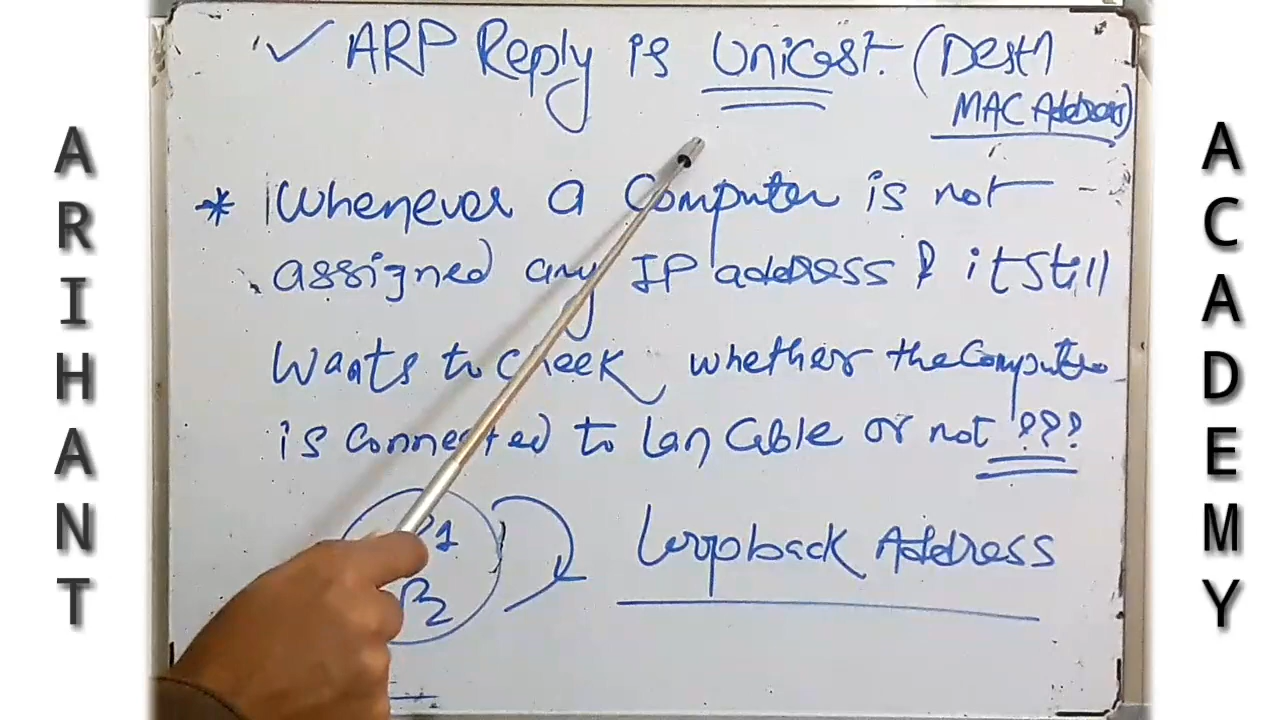 ARIHANT
✓ ARP Reply is Unicast. (Destn
MAC Address)
* Whenever a Computer is not
assigned any IP address & it still
Wants to Check, whether the Computer
is Connected to Lan Cable or not ???
P2
Loopback Address
ACADEMY